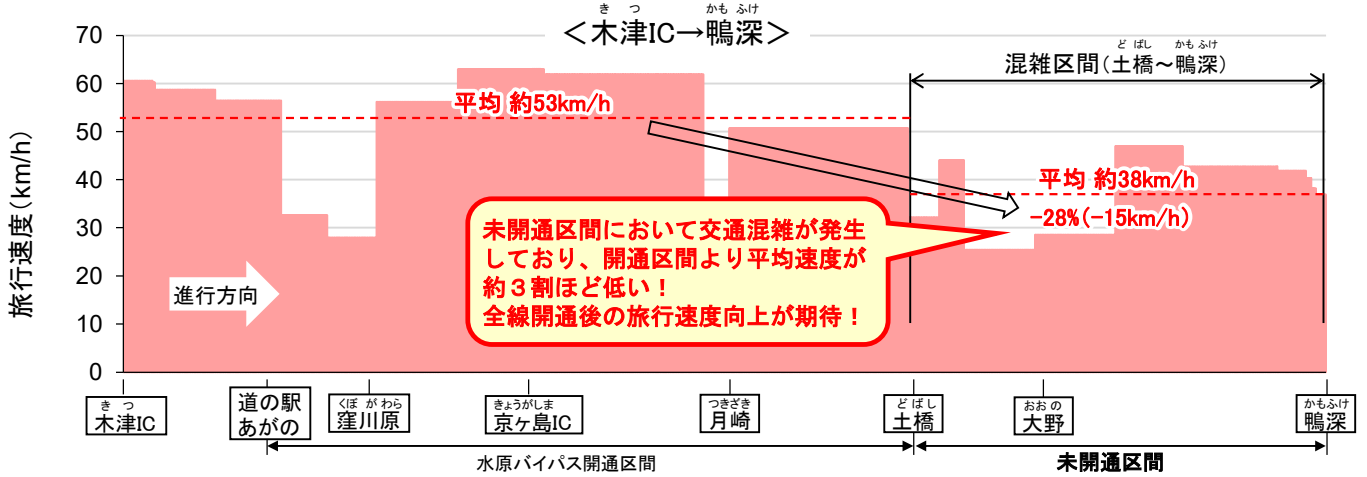 ＜木津IC→鴨深＞
き つ
かも ふけ
混雑区間（土橋～鴨深）
ど ばし
かも ふけ
旅行速度(km/h)
70
60
50
40
30
20
10
0
平均 約53km/h
平均 約38km/h
-28%(-15km/h)
未開通区間において交通混雑が発生
しており、開通区間より平均速度が
約３割ほど低い！
全線開通後の旅行速度向上が期待！
進行方向
き つ
木津IC
道の駅
あがの
くぼ が わら
窪川原
きょうがしま
京ヶ島IC
つきざき
月崎
ど ばし
土橋
おお の
大野
かもふけ
鴨深
水原バイパス開通区間
未開通区間